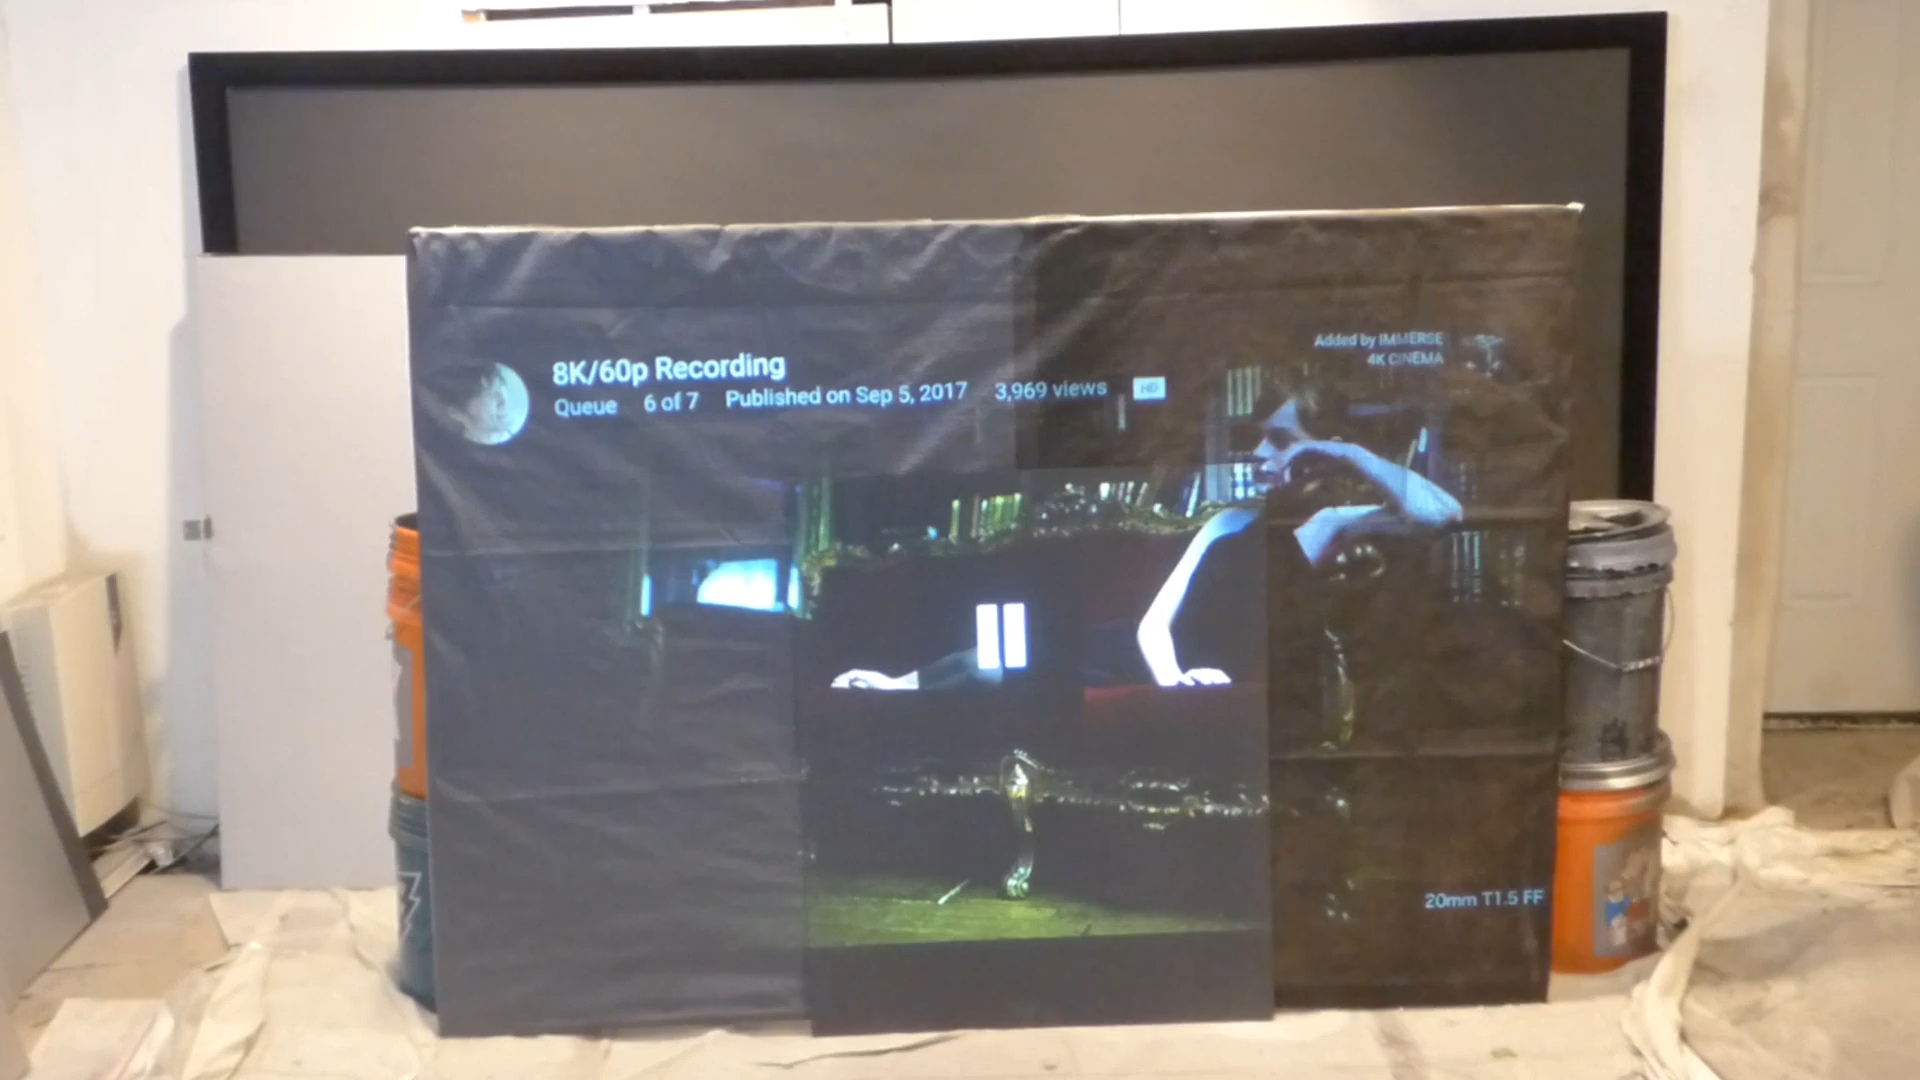 8K/60p Recording
Queue 6 of 7 Published on Sep 5, 2017 3,969 views HD
Added by IMMERSE
4K CINEMA
20mm T1.5 FF